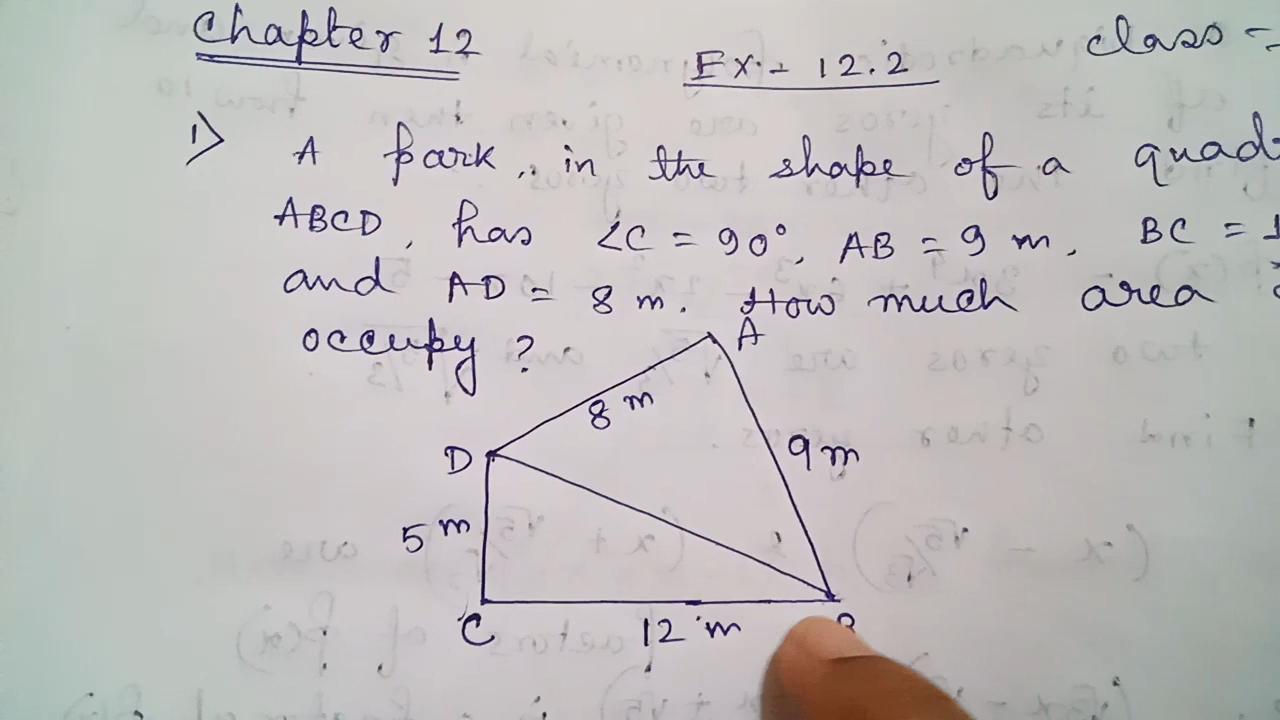 Chapter 12
Ex - 12.2
class =
1) A park, in the shape of a quad
ABCD, has ∠C = 90°, AB = 9 m, BC = 1
and AD = 8 m. How much area
occupy ?
A
8 m
D
9 m
5 m
C
12 m